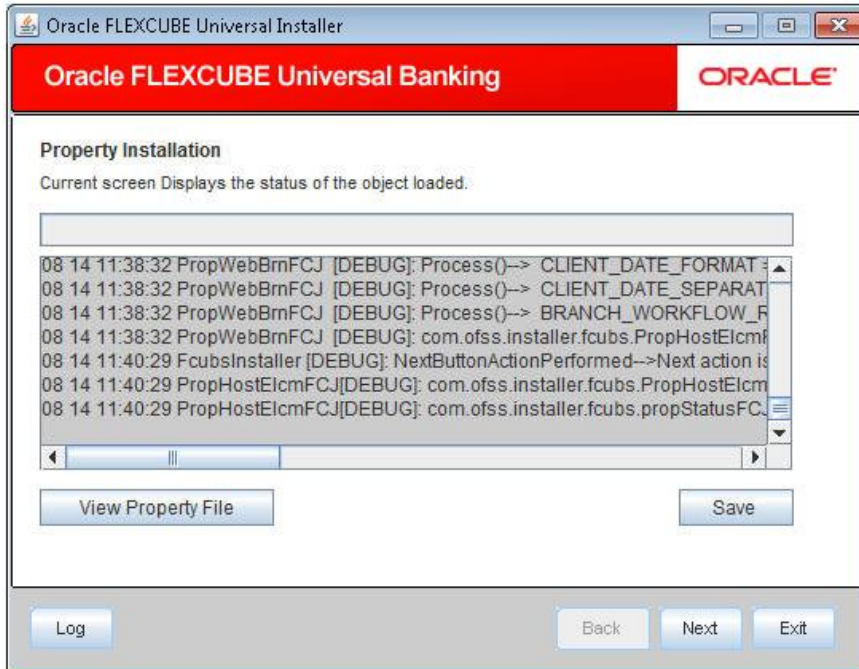 Oracle FLEXCUBE Universal Installer
Oracle FLEXCUBE Universal Banking
ORACLE
Property Installation
Current screen Displays the status of the object loaded.
08 14 11:38:32 PropWebBrnFCJ [DEBUG]: Process()--> CLIENT_DATE_FORMAT =
08 14 11:38:32 PropWebBrnFCJ [DEBUG]: Process()--> CLIENT_DATE_SEPARAT
08 14 11:38:32 PropWebBrnFCJ [DEBUG]: Process()--> BRANCH_WORKFLOW_R
08 14 11:38:32 PropWebBrnFCJ [DEBUG]: com.ofss.installer.fcubs.PropHostElcmF
08 14 11:40:29 FcubsInstaller [DEBUG]: NextButtonActionPerformed-->Next action is
08 14 11:40:29 PropHostElcmFCJ[DEBUG]: com.ofss.installer.fcubs.PropHostElcm
08 14 11:40:29 PropHostElcmFCJ[DEBUG]: com.ofss.installer.fcubs.propStatusFCJ
View Property File
Save
Log
Back
Next
Exit